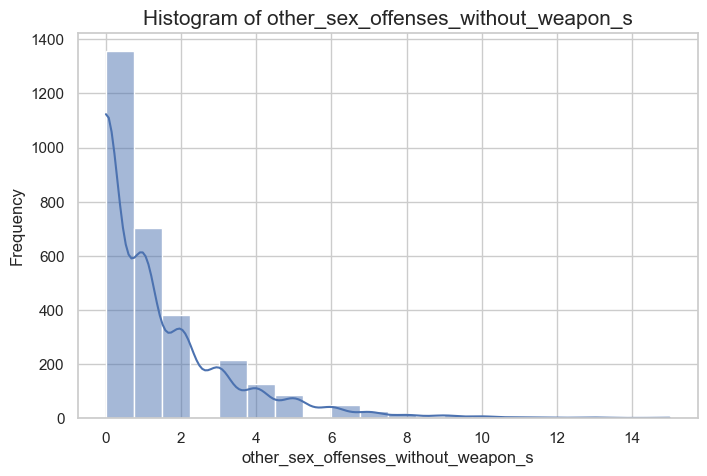 Histogram of other_sex_offenses_without_weapon_s
1400
1200
1000
800
600
400
200
0
Frequency
0 2 4 6 8 10 12 14
other_sex_offenses_without_weapon_s